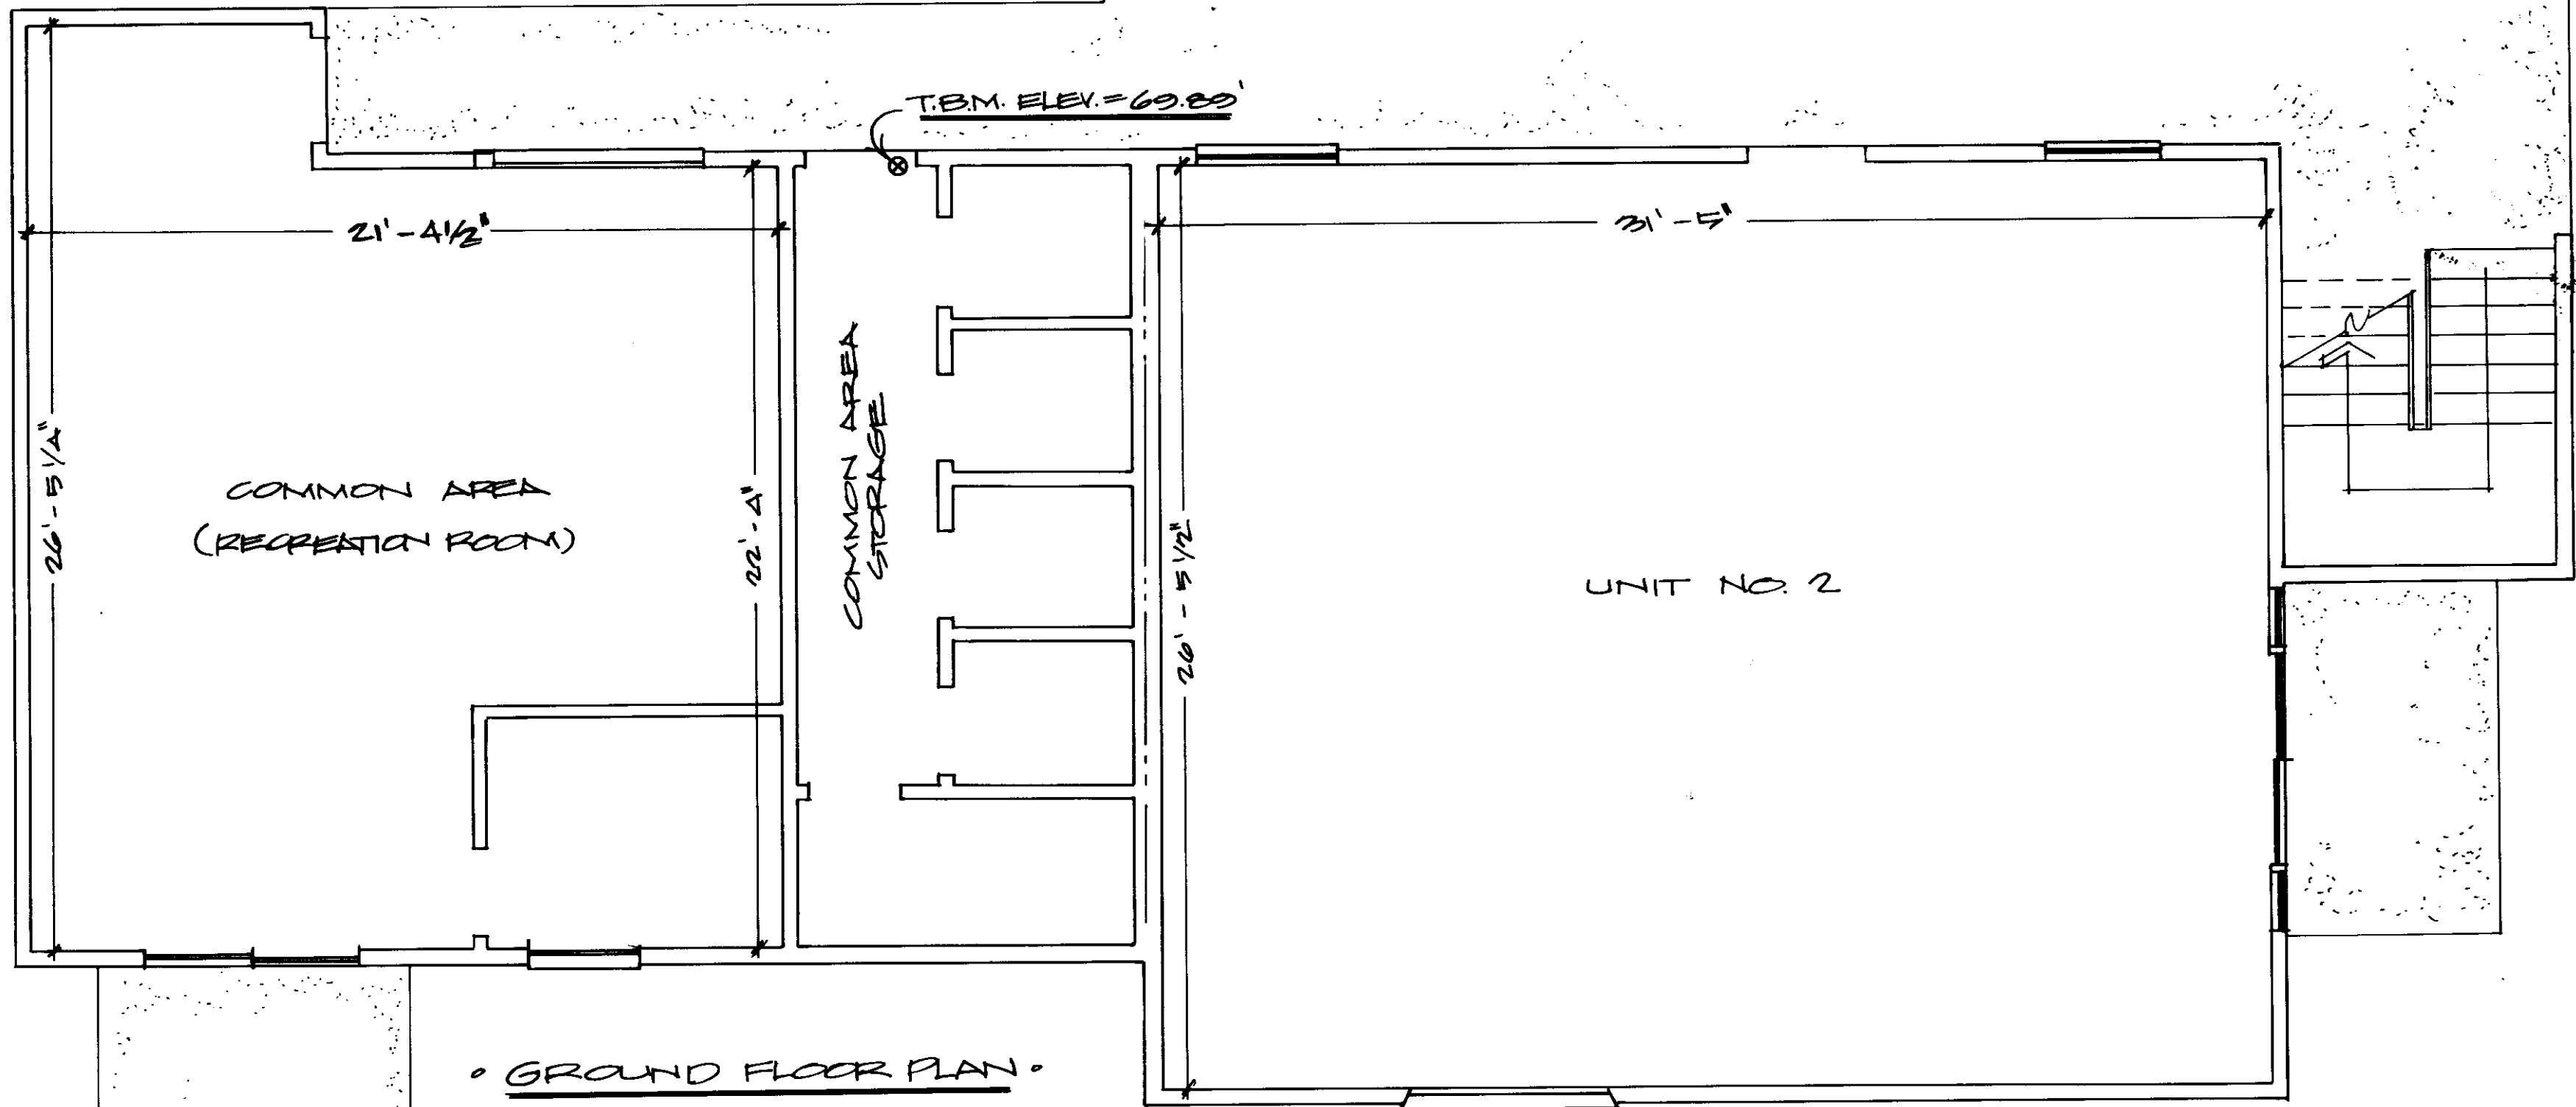 T.B.M. ELEV.=69.89'
21'-4 1/2"
31'-5"
26'-5 1/4"
COMMON AREA
(RECREATION ROOM)
22'-4"
COMMON AREA
STORAGE
26'-5 1/2"
UNIT NO. 2
• GROUND FLOOR PLAN •